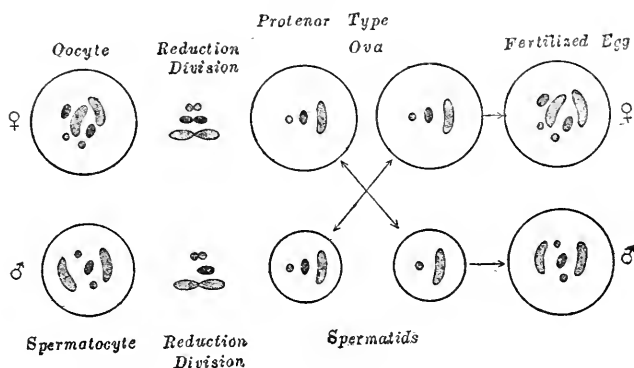 Protenor Type
Oocyte
Reduction
Division
Ova
Fertilized Egg
♀
♀
♂
♂
Spermatocyte
Reduction
Division
Spermatids